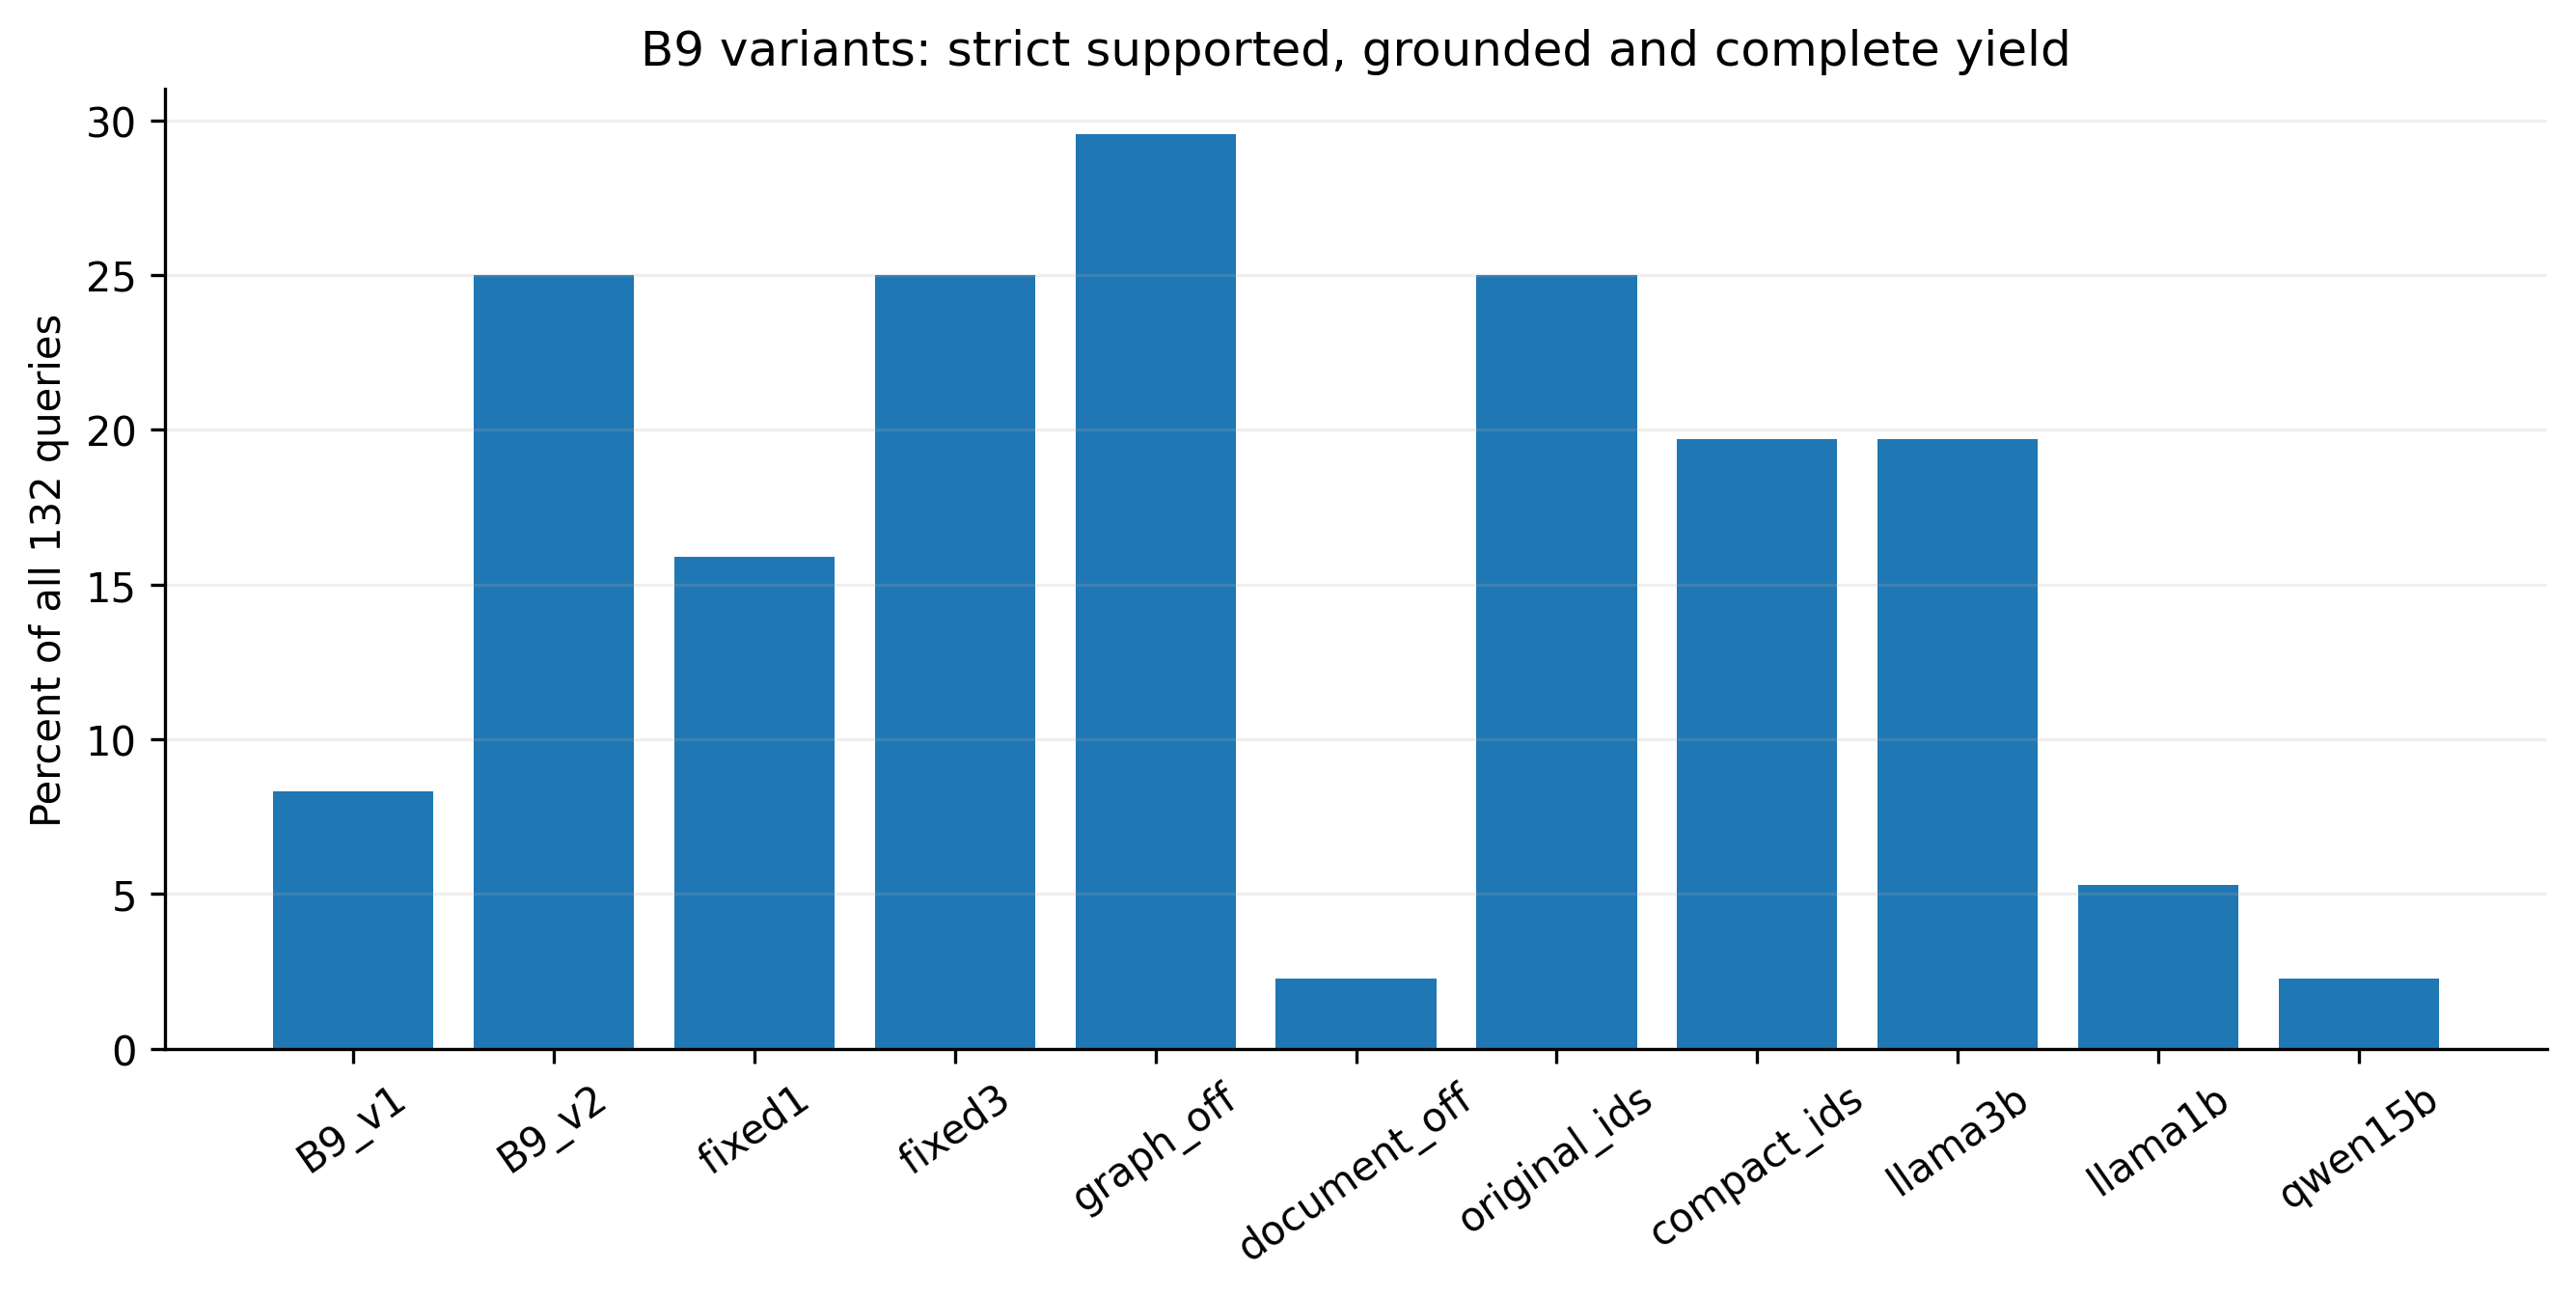 B9 variants: strict supported, grounded and complete yield
Percent of all 132 queries
30
25
20
15
10
5
0
B9_v1
B9_v2
fixed1
fixed3
graph_off
document_off
original_ids
compact_ids
llama3b
llama1b
qwen15b